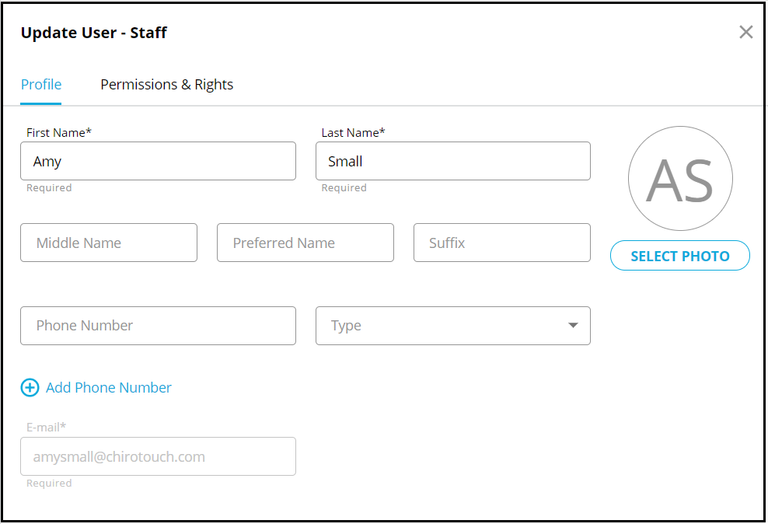 Update User - Staff
Profile Permissions & Rights
First Name* Last Name*
Amy Small
Required Required
AS
Middle Name Preferred Name Suffix
SELECT PHOTO
Phone Number Type
Add Phone Number
E-mail*
amysmall@chirotouch.com
Required